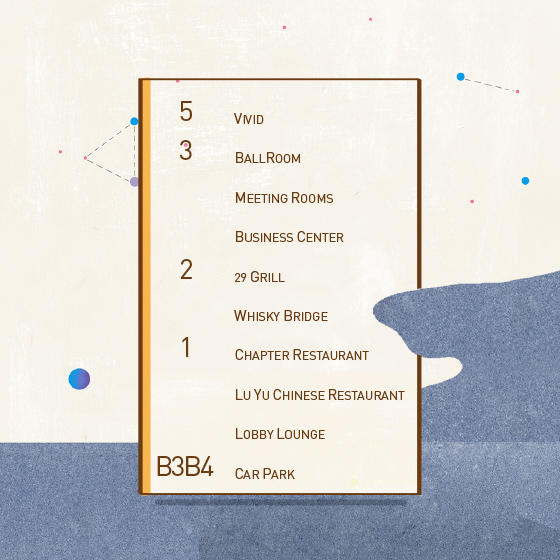 5 VIVID
3 BALLROOM
MEETING ROOMS
BUSINESS CENTER
2 29 GRILL
WHISKY BRIDGE
1 CHAPTER RESTAURANT
LU YU CHINESE RESTAURANT
LOBBY LOUNGE
B3B4 CAR PARK